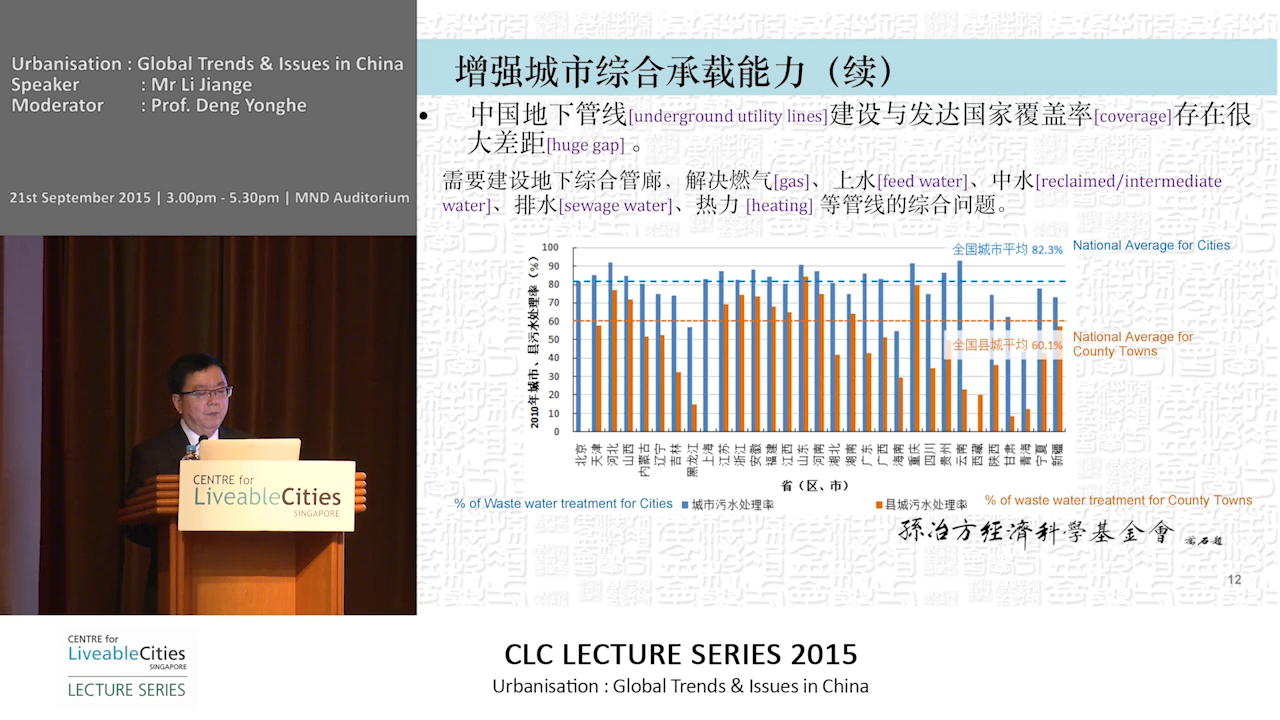 Urbanisation : Global Trends & Issues in China
Speaker : Mr Li Jiange
Moderator : Prof. Deng Yonghe
21st September 2015 | 3.00pm - 5.30pm | MND Auditorium
增强城市综合承载能力（续）
• 中国地下管线[underground utility lines]建设与发达国家覆盖率[coverage]存在很
大差距[huge gap] 。
需要建设地下综合管廊，解决燃气[gag]、上水[feed water]、中水[reclaimed/intermediate
water]、排水[sewage water]、热力 [heating] 等管线的综合问题。
2010年城市、县污水处理率（%）
100
90
80
70
60
50
40
30
20
10
0
全国城市平均 82.3%
National Average for Cities
全国县城平均 60.1%
National Average for
County Towns
北京 天津 河北 山西 内蒙古 辽宁 吉林 黑龙江 上海 江苏 浙江 安徽 福建 江西 山东 河南 湖北 湖南 广东 广西 海南 重庆 四川 贵州 云南 西藏 陕西 甘肃 青海 宁夏 新疆
省（区、市）
% of Waste water treatment for Cities 城市污水处理率 县城污水处理率 % of waste water treatment for County Towns
孫冶方經濟科學基金會
12
CENTRE for
LiveableCities
SINGAPORE
CENTRE for
LiveableCities
SINGAPORE
LECTURE SERIES
CLC LECTURE SERIES 2015
Urbanisation : Global Trends & Issues in China